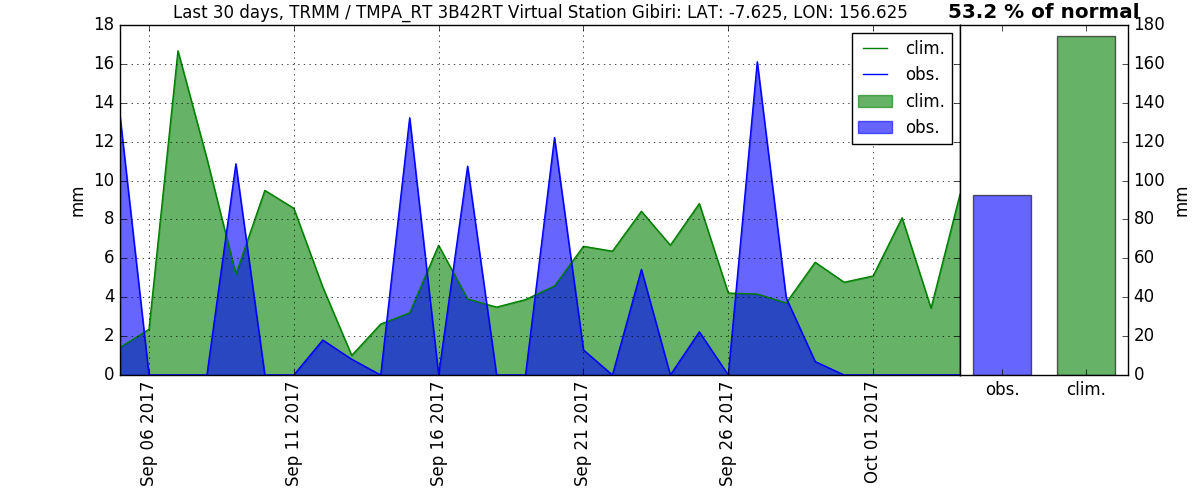 Last 30 days, TRMM / TMPA_RT 3B42RT Virtual Station Gibiri: LAT: -7.625, LON: 156.625
53.2 % of normal
18
16
14
12
10
8
6
4
2
0
mm
clim.
obs.
clim.
obs.
180
160
140
120
100
80
60
40
20
0
mm
Sep 06 2017
Sep 11 2017
Sep 16 2017
Sep 21 2017
Sep 26 2017
Oct 01 2017
obs.
clim.